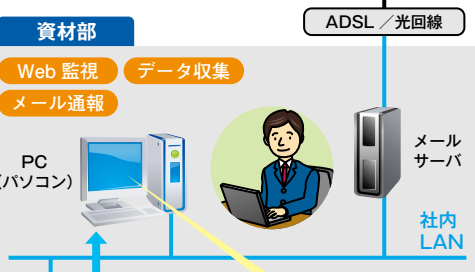 ADSL／光回線
資材部
Web 監視
データ収集
メール通報
PC
(パソコン)
メール
サーバ
社内
LAN